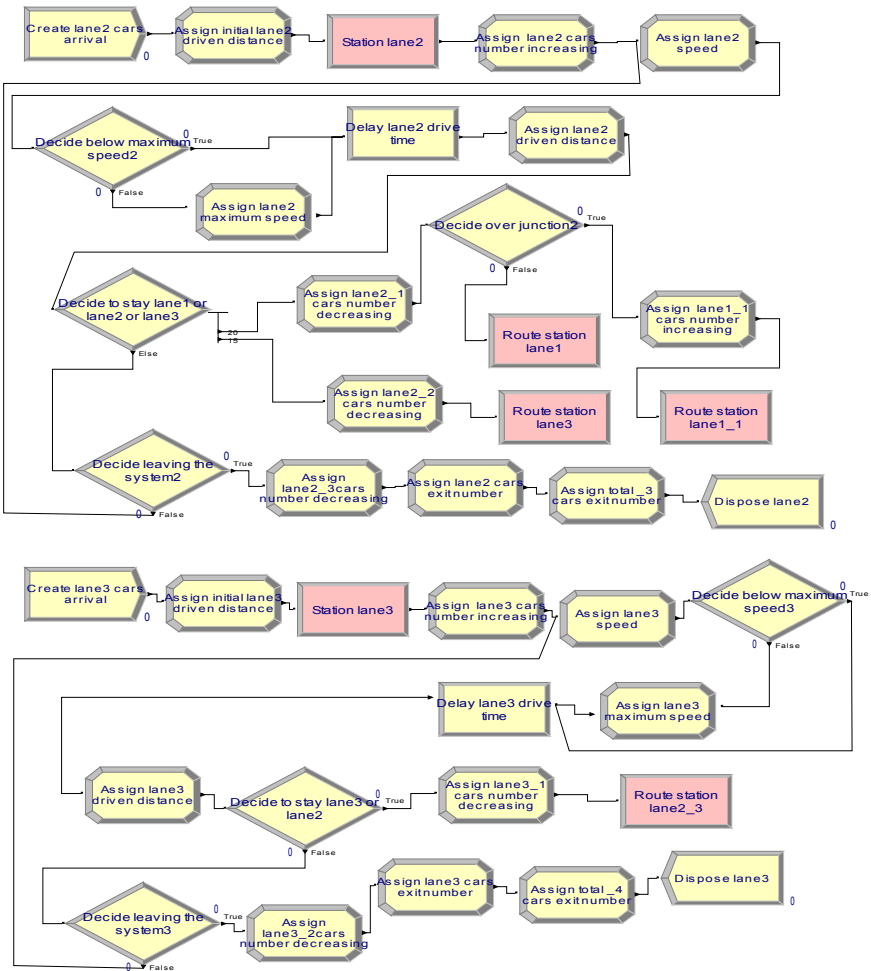 Create lane2 cars
arrival
0
Assign initial lane2
driven distance
Station lane2
Assign lane2 cars
number increasing
Assign lane2
speed
Decide below maximum
speed2
0
True
0
False
Delay lane2 drive
time
Assign lane2
driven distance
Assign lane2
maximum speed
Decide over junction2
0
True
0
False
Decide to stay lane1 or
lane2 or lane3
20
15
0
Else
Assign lane2_1
cars number
decreasing
Route station
lane1
Assign lane1_1
cars number
increasing
Assign lane2_2
cars number
decreasing
Route station
lane3
Route station
lane1_1
Decide leaving the
system2
0
True
0
False
Assign
lane2_3cars
number decreasing
Assign lane2 cars
exitnumber
Assign total _3
cars exitnumber
Dispose lane2
0
Create lane3 cars
arrival
0
Assign initial lane3
driven distance
Station lane3
Assign lane3 cars
number increasing
Assign lane3
speed
Decide below maximum
speed3
0
True
0
False
Delay lane3 drive
time
Assign lane3
maximum speed
Assign lane3
driven distance
Decide to stay lane3 or
lane2
0
True
0
False
Assign lane3_1
cars number
decreasing
Route station
lane2_3
Decide leaving the
system3
0
True
0
False
Assign
lane3_2cars
number decreasing
Assign lane3 cars
exitnumber
Assign total _4
cars exitnumber
Dispose lane3
0